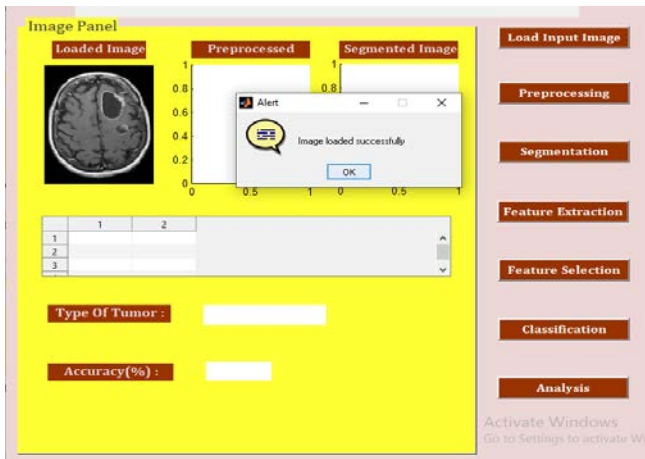 Image Panel
Loaded Image
Preprocessed
Segmented Image
1
0.8
0.6
0.4
0.2
0
0 0.5 1
1
0.8
0 0.5 1
Alert
Image loaded successfully
OK
1 2
1
2
3
Type Of Tumor :
Accuracy(%) :
Load Input Image
Preprocessing
Segmentation
Feature Extraction
Feature Selection
Classification
Analysis
Activate Windows
Go to Settings to activate Wi